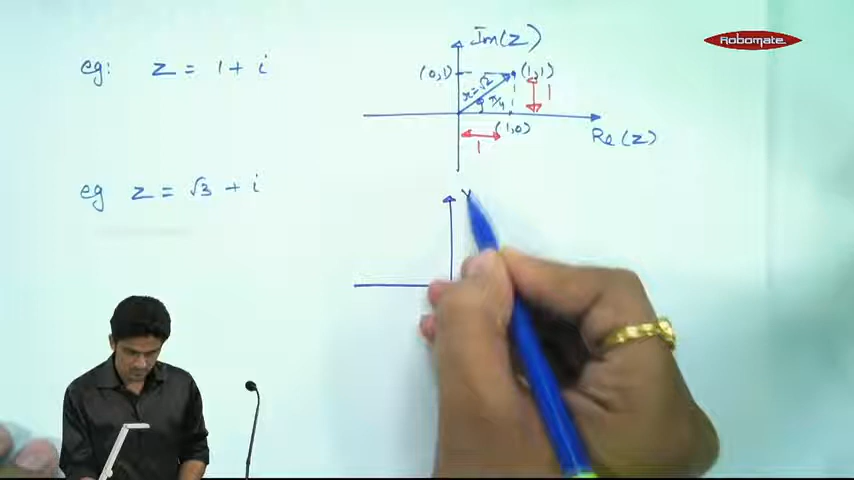 Robomate
eg: z = 1 + i
Im(z)
(0,1)
(1,1)
r=√2
π/4
1
(1,0)
1
Re(z)
eg z = √3 + i
Y